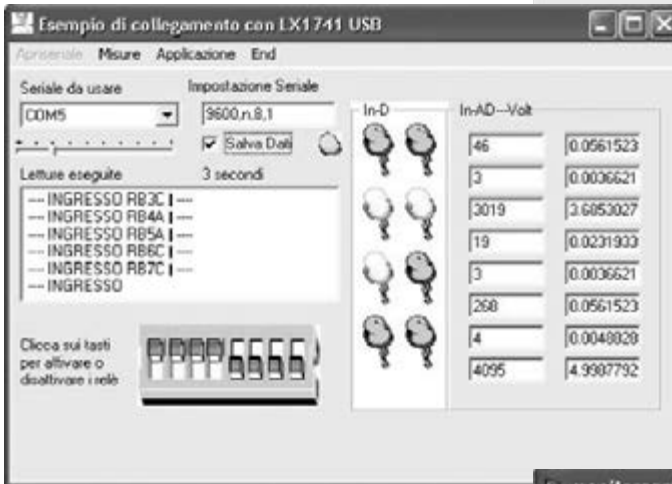 Esempio di collegamento con LX1741 USB
Apriseriale Misure Applicazione End
Seriale da usare
Impostazione Seriale
COM5
9600,n,8,1
Salva Dati
In-D
In-AD---Volt
Letture eseguite
3 secondi
--- INGRESSO RB3C ---
--- INGRESSO RB4A ---
--- INGRESSO RB5A ---
--- INGRESSO RB6C ---
--- INGRESSO RB7C ---
--- INGRESSO
46 0.0561523
3 0.0036621
3019 3.6853027
19 0.0231933
3 0.0036621
268 0.0561523
4 0.0048828
4095 4.9987792
Clicca sui tasti
per attivare o
disattivare i relè